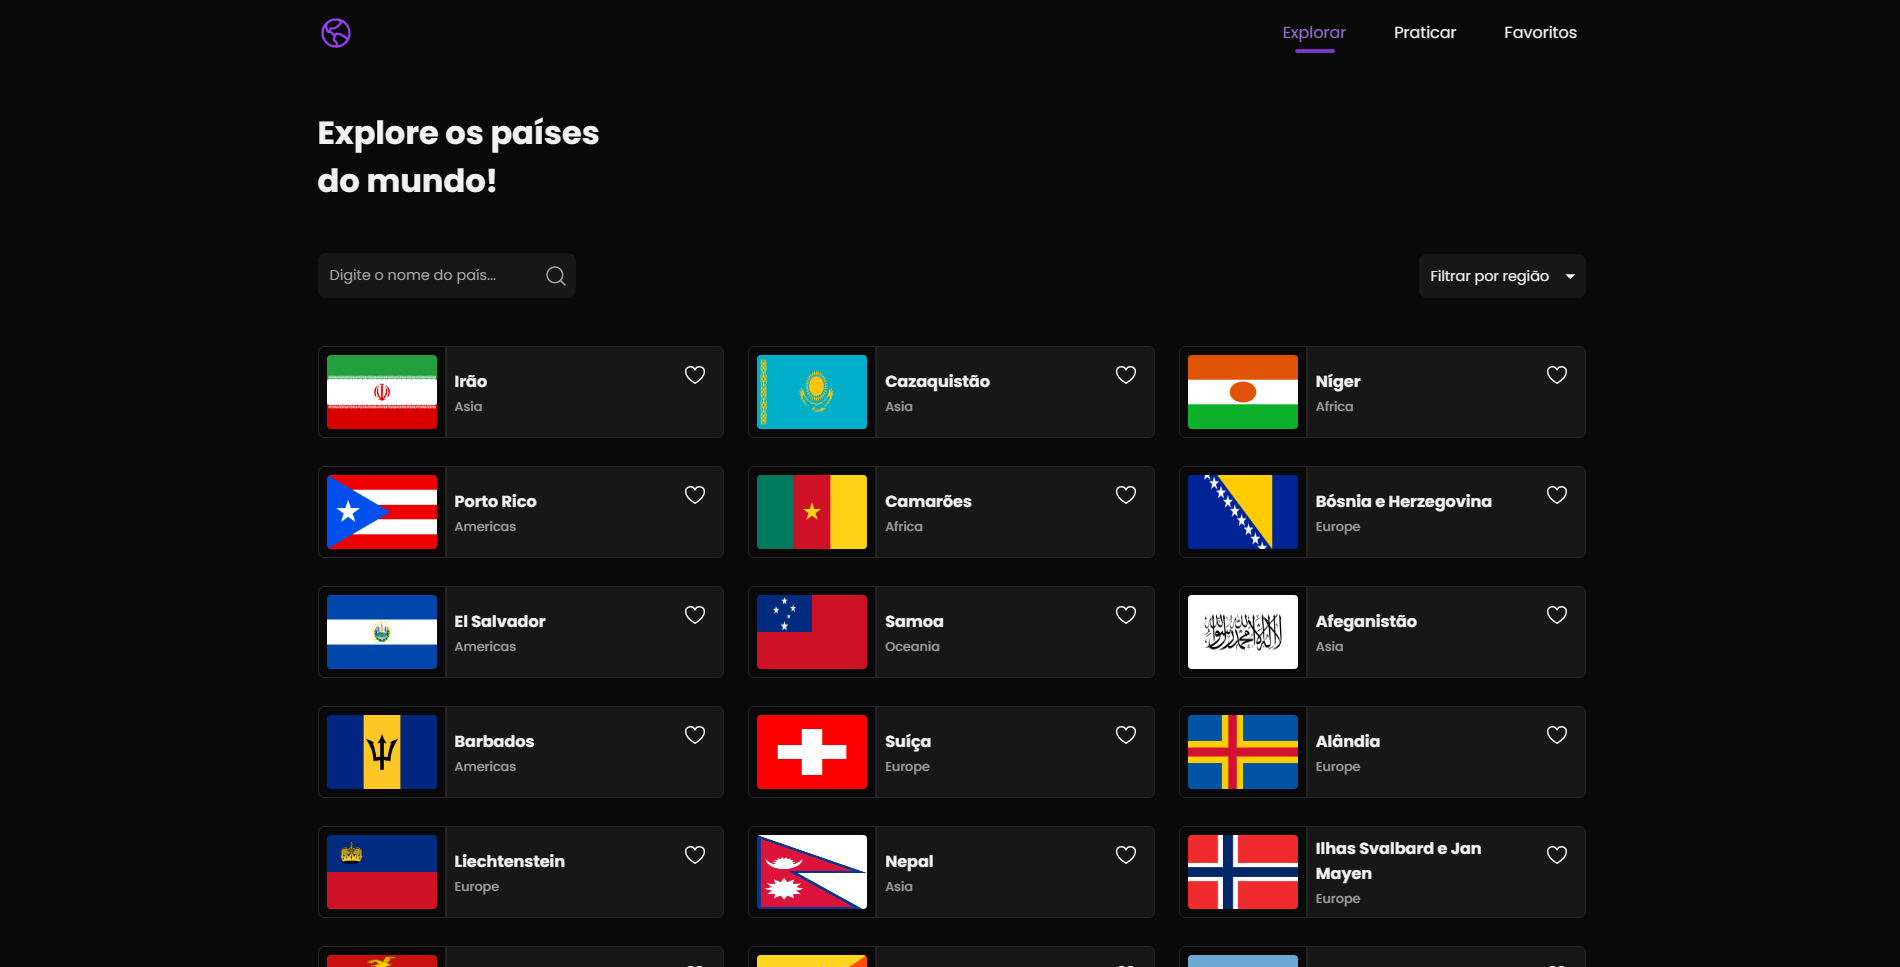 Explorar
Praticar
Favoritos
Explore os países
do mundo!
Digite o nome do país...
Filtrar por região
Irão
Asia
Cazaquistão
Asia
Níger
Africa
Porto Rico
Americas
Camarões
Africa
Bósnia e Herzegovina
Europe
El Salvador
Americas
Samoa
Oceania
Afeganistão
Asia
Barbados
Americas
Suíça
Europe
Alândia
Europe
Liechtenstein
Europe
Nepal
Asia
Ilhas Svalbard e Jan
Mayen
Europe